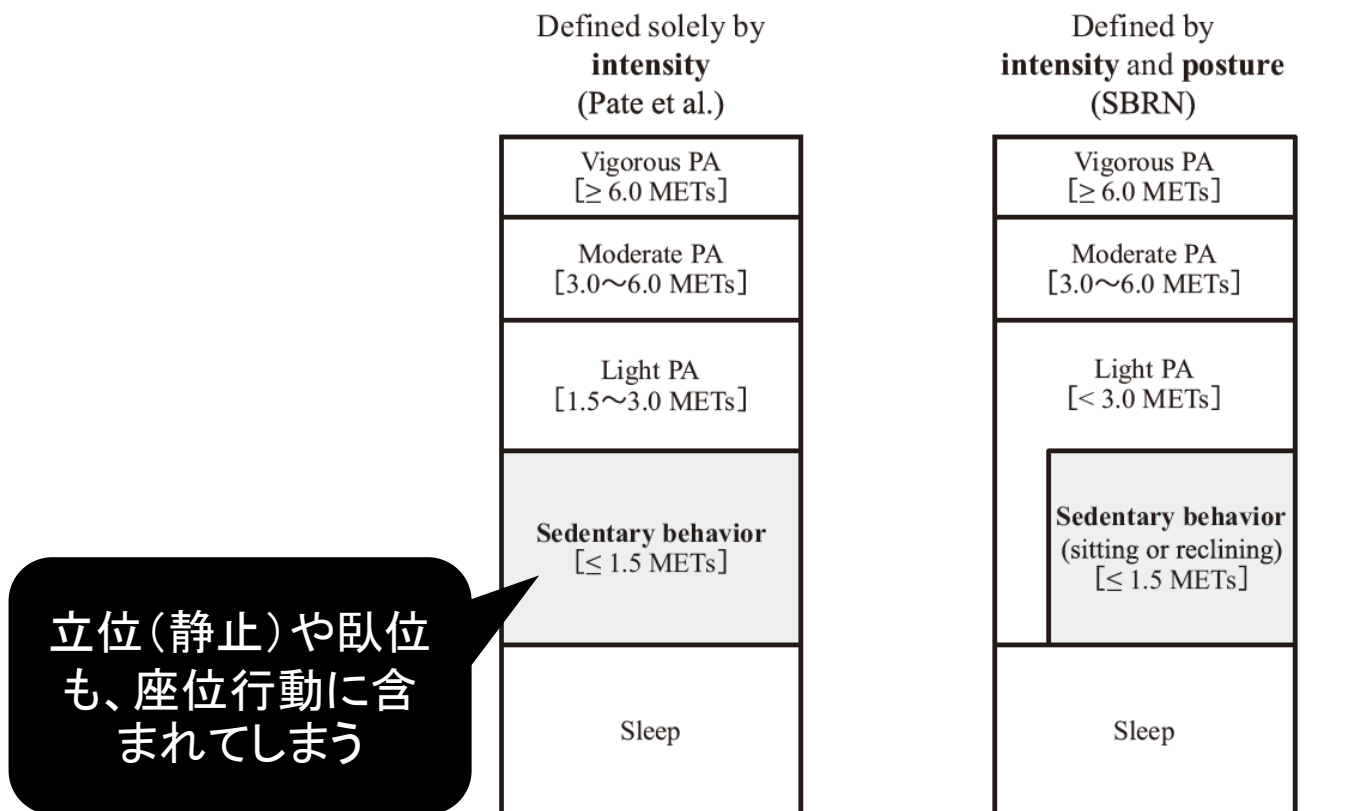 Defined solely by
intensity
(Pate et al.)
Vigorous PA
[≥ 6.0 METs]
Moderate PA
[3.0～6.0 METs]
Light PA
[1.5～3.0 METs]
Sedentary behavior
[≤ 1.5 METs]
Sleep
Defined by
intensity and posture
(SBRN)
Vigorous PA
[≥ 6.0 METs]
Moderate PA
[3.0～6.0 METs]
Light PA
[< 3.0 METs]
Sedentary behavior
(sitting or reclining)
[≤ 1.5 METs]
Sleep
立位（静止）や臥位
も、座位行動に含
まれてしまう